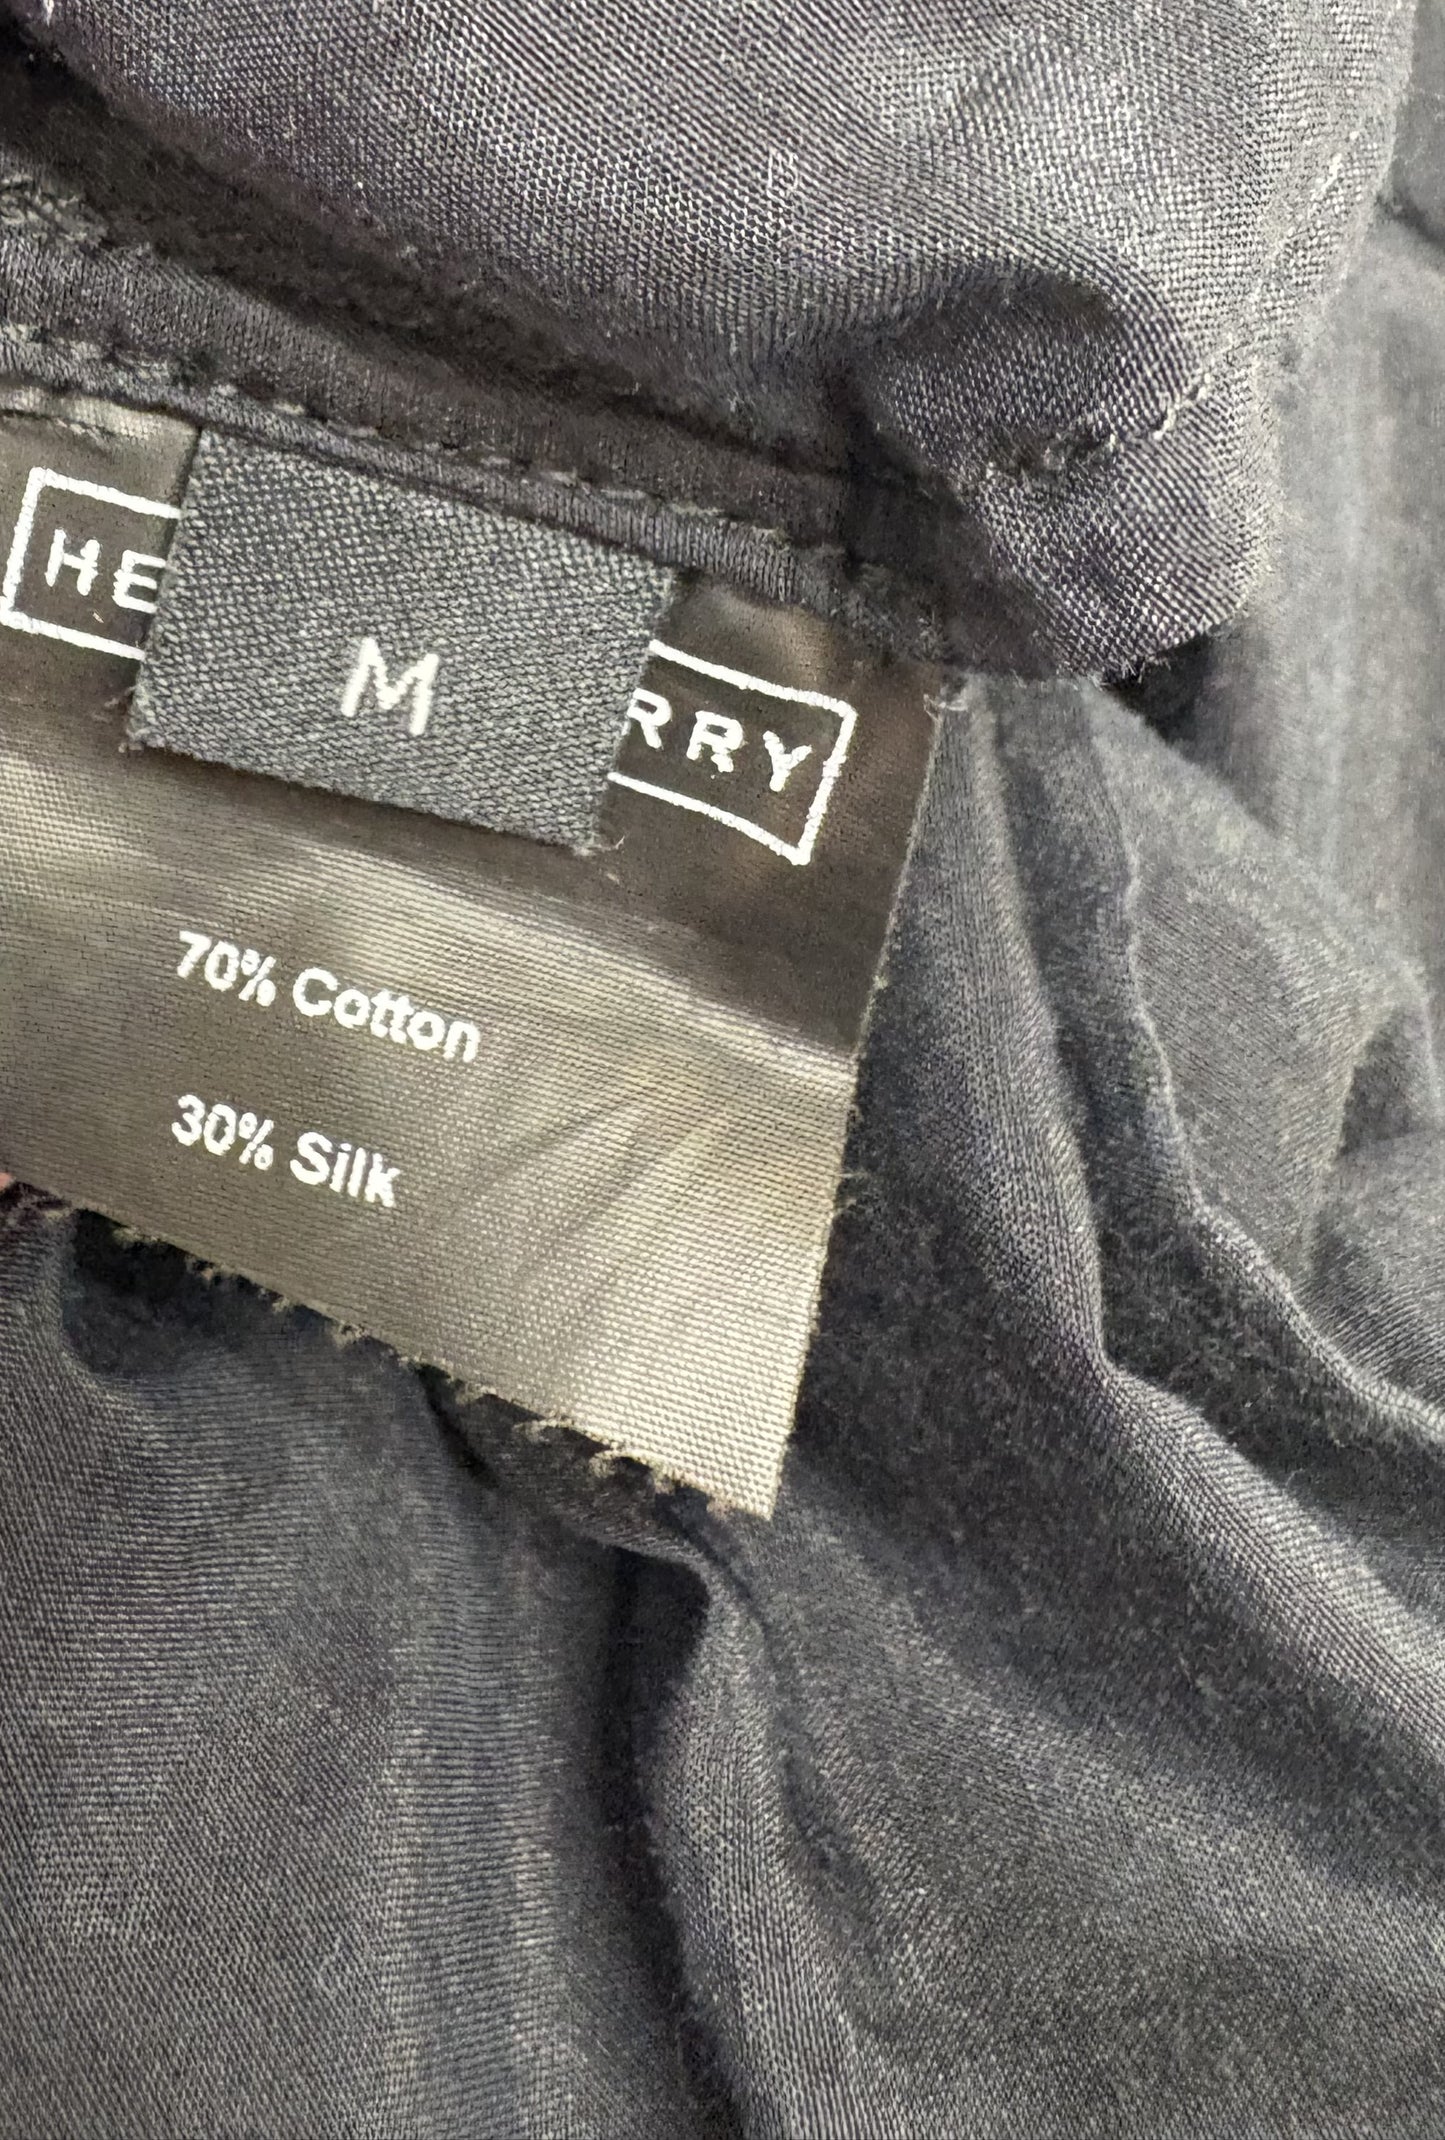 HE
M
RRY
70% Cotton
30% Silk